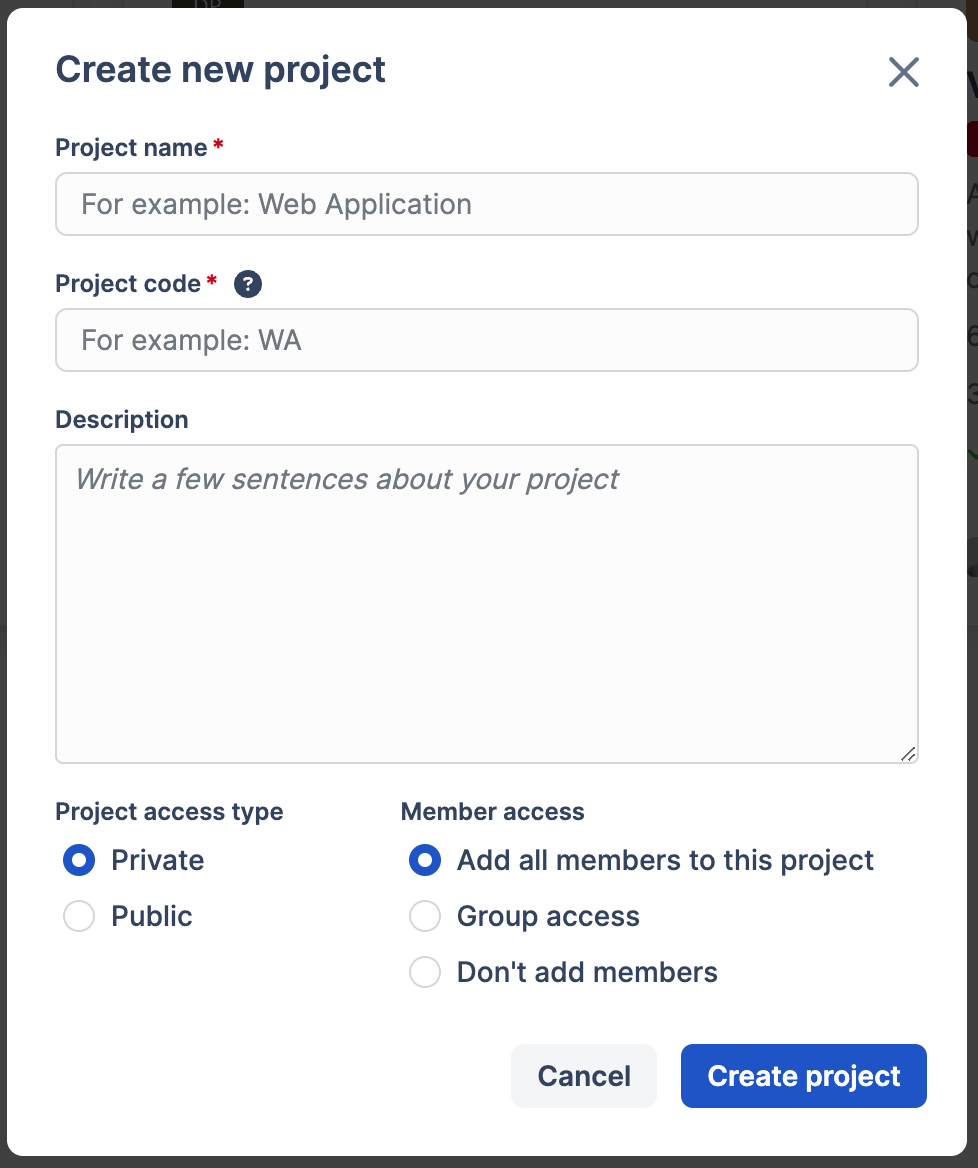 Create new project
Project name *
For example: Web Application
Project code * ?
For example: WA
Description
Write a few sentences about your project
Project access type
Private
Public
Member access
Add all members to this project
Group access
Don't add members
Cancel
Create project